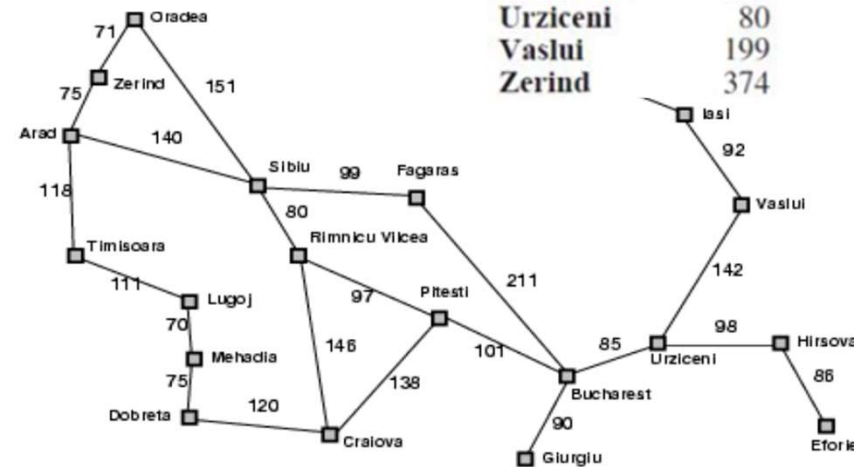 Oradea
Urziceni 80
Vaslui 199
Zerind 374
71
Zerind
151
75
Arad
140
Iasi
92
Sibiu
99
Fagaras
118
80
Vaslui
Rimnicu Vilcea
Timisoara
142
111
Lugoj
97
Pitesti
211
70
98
146
101
85
Hirsova
Mehadia
Urziceni
75
138
86
Bucharest
Dobreta
120
90
Craiova
Eforie
Giurgiu